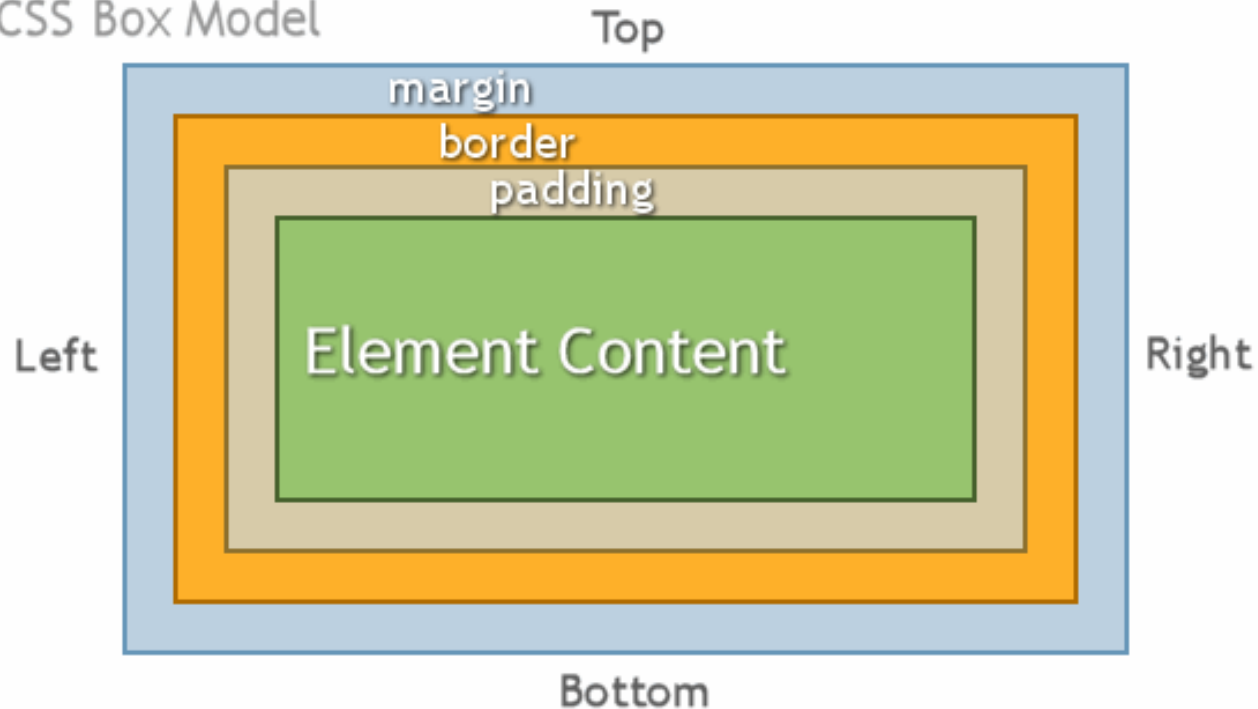 CSS Box Model
Top
margin
border
padding
Left
Element Content
Right
Bottom